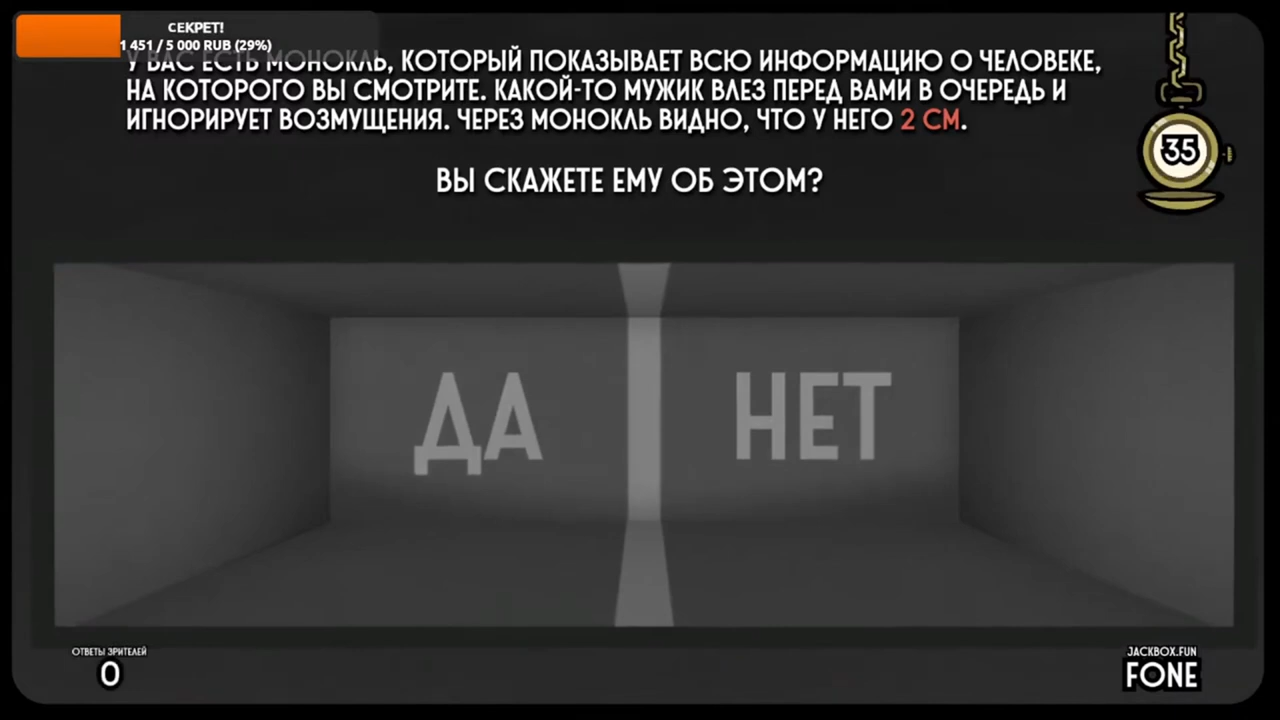 СЕКРЕТ!
1 451 / 5 000 RUB (29%)
У ВАС ЕСТЬ МОНОКЛЬ, КОТОРЫЙ ПОКАЗЫВАЕТ ВСЮ ИНФОРМАЦИЮ О ЧЕЛОВЕКЕ,
НА КОТОРОГО ВЫ СМОТРИТЕ. КАКОЙ-ТО МУЖИК ВЛЕЗ ПЕРЕД ВАМИ В ОЧЕРЕДЬ И
ИГНОРИРУЕТ ВОЗМУЩЕНИЯ. ЧЕРЕЗ МОНОКЛЬ ВИДНО, ЧТО У НЕГО 2 СМ.
35
ВЫ СКАЖЕТЕ ЕМУ ОБ ЭТОМ?
ДА
НЕТ
ОТВЕТЫ ЗРИТЕЛЕЙ
0
JACKBOX.FUN
FONE